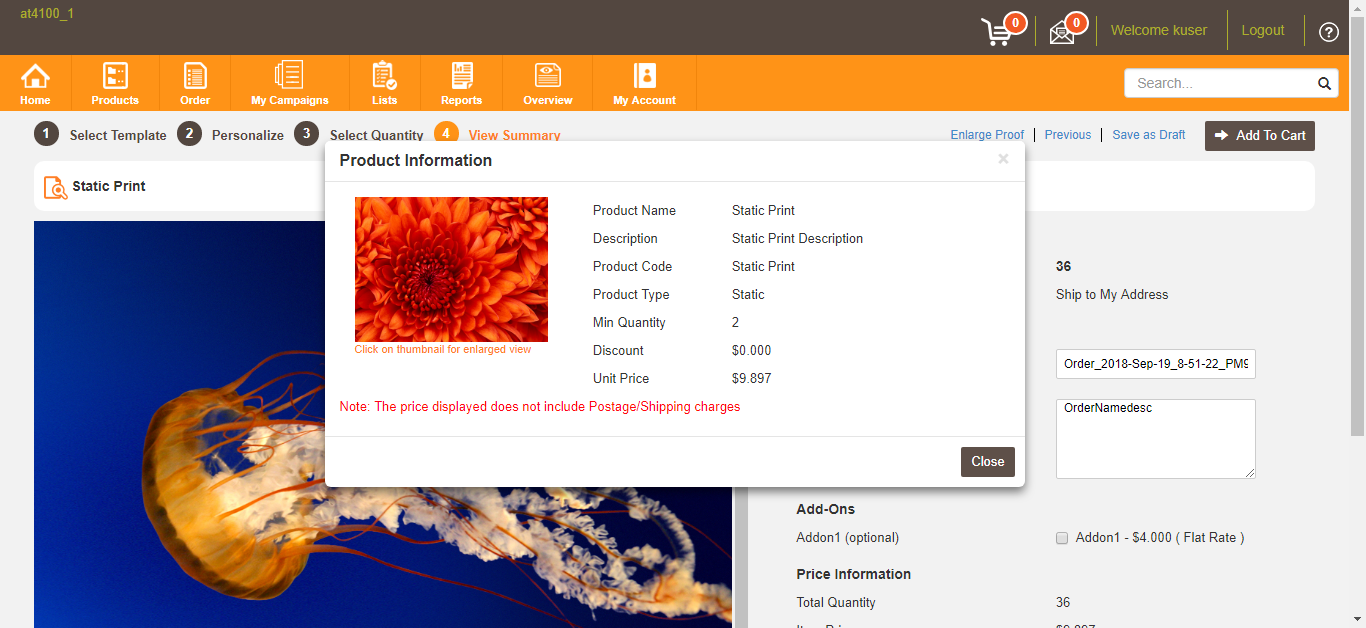 at4100_1
0
0
Welcome kuser
Logout
Home
Products
Order
My Campaigns
Lists
Reports
Overview
My Account
Search...
1 Select Template
2 Personalize
3 Select Quantity
4 View Summary
Enlarge Proof
Previous
Save as Draft
Add To Cart
Static Print
Product Information
×
Product Name Static Print
Description Static Print Description
Product Code Static Print
Product Type Static
Min Quantity 2
Discount $0.000
Unit Price $9.897
Click on thumbnail for enlarged view
Note: The price displayed does not include Postage/Shipping charges
Close
36
Ship to My Address
Order_2018-Sep-19_8-51-22_PM9
OrderNamedesc
Add-Ons
Addon1 (optional) Addon1 - $4.000 ( Flat Rate )
Price Information
Total Quantity 36